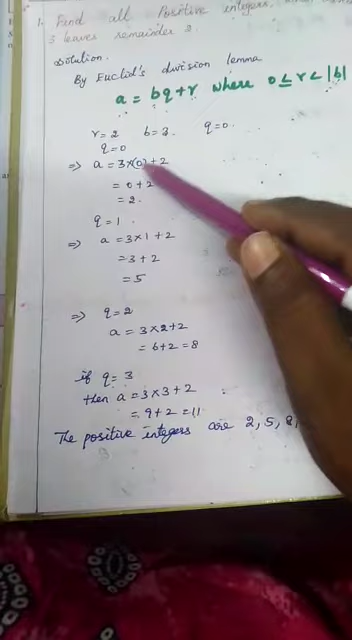 1. Find all Positive integers, when
3 leaves remainder 2.
Solution.
By Euclid's division lemma
a = bq + r where 0 ≤ r < |b|
r = 2 b = 3. q = 0.
q = 0
⇒ a = 3×(0) + 2
= 0 + 2
= 2.
q = 1
⇒ a = 3×1 + 2
= 3 + 2
= 5
⇒ q = 2
a = 3×2+2
= 6+2 = 8
if q = 3
then a = 3×3+2
= 9+2 = 11
The positive integers are 2, 5, 8,